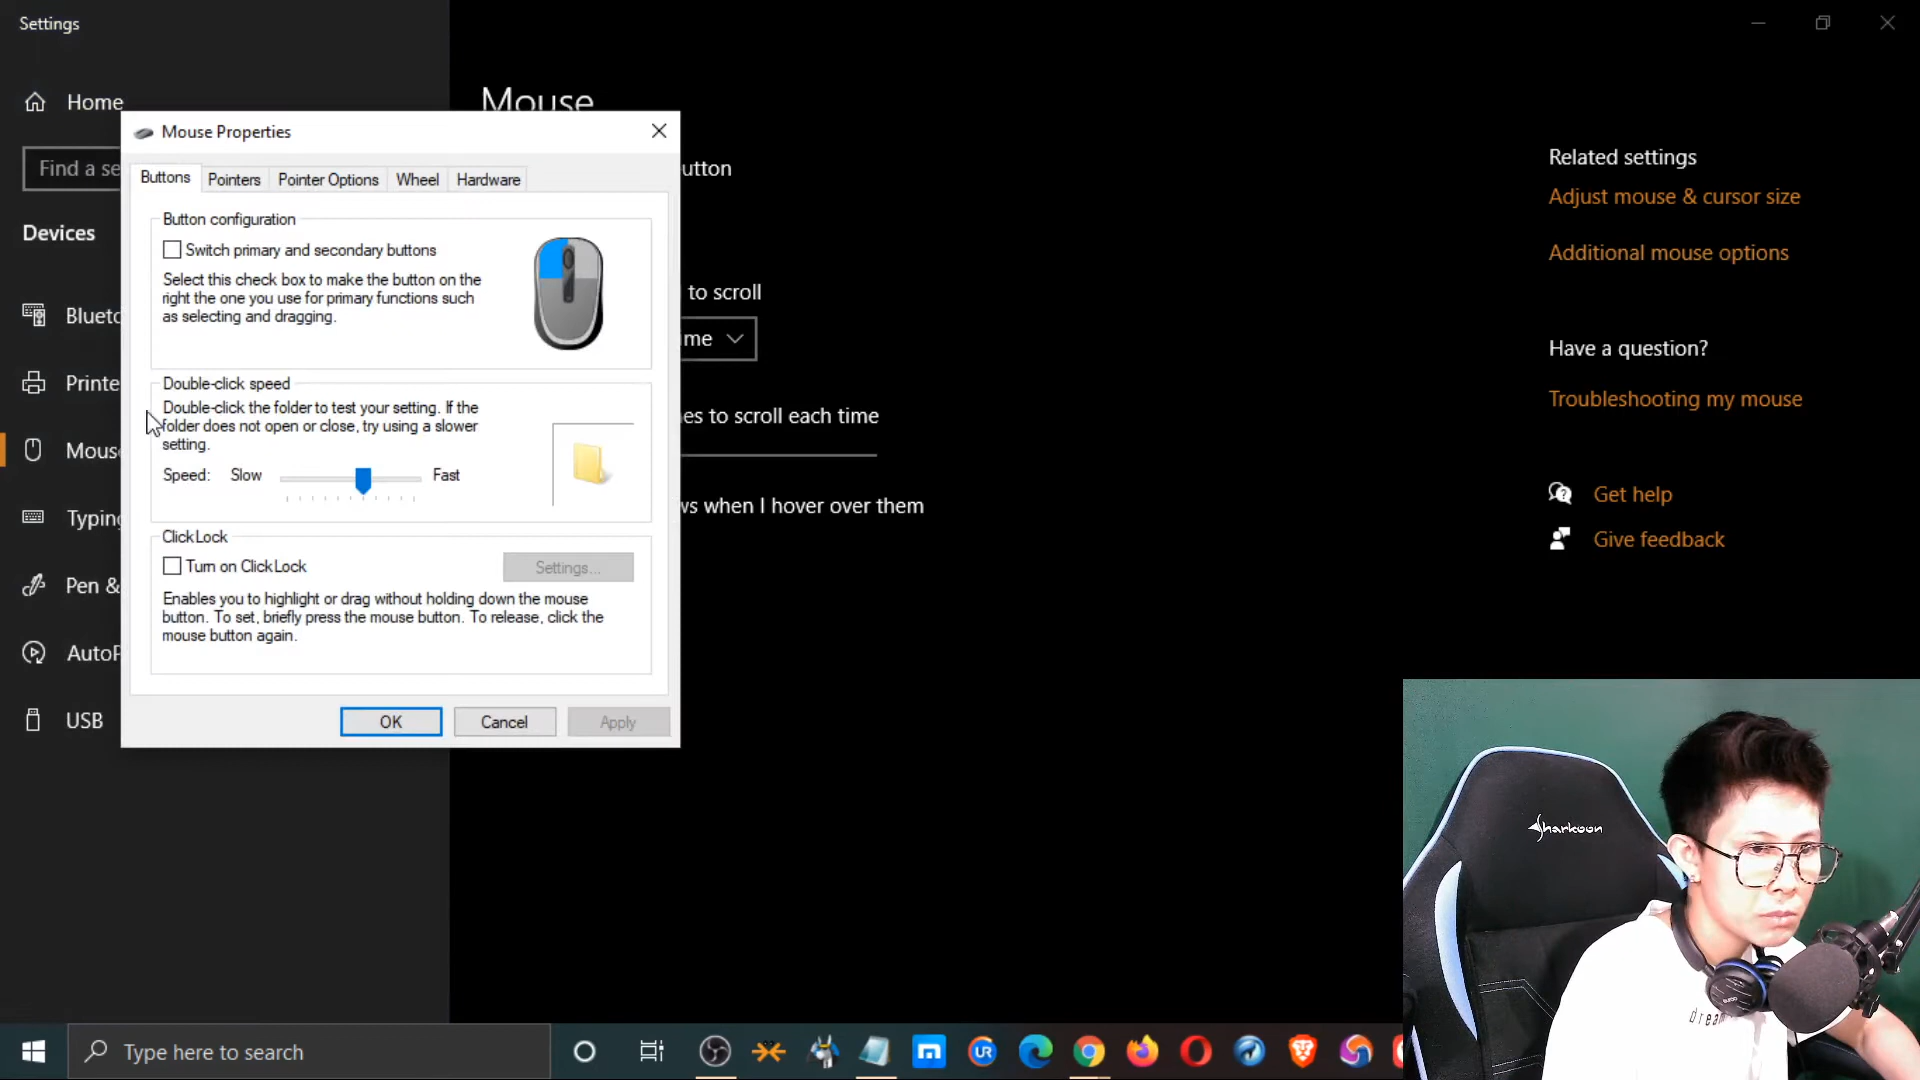 Settings
Home
Find a se
Devices
Blueto
Printe
Mous
Typing
Pen &
AutoP
USB
Mouse
utton
to scroll
ime
es to scroll each time
ws when I hover over them
Mouse Properties
Buttons
Pointers
Pointer Options
Wheel
Hardware
Button configuration
Switch primary and secondary buttons
Select this check box to make the button on the
right the one you use for primary functions such
as selecting and dragging.
Double-click speed
Double-click the folder to test your setting. If the
folder does not open or close, try using a slower
setting.
Speed: Slow Fast
ClickLock
Turn on ClickLock
Settings...
Enables you to highlight or drag without holding down the mouse
button. To set, briefly press the mouse button. To release, click the
mouse button again.
OK
Cancel
Apply
Related settings
Adjust mouse & cursor size
Additional mouse options
Have a question?
Troubleshooting my mouse
Get help
Give feedback
Sharkoon
dream
Type here to search
UR